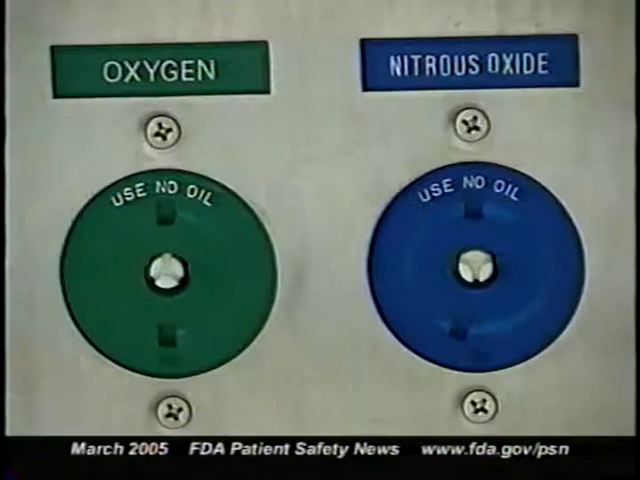 OXYGEN
NITROUS OXIDE
USE NO OIL
USE NO OIL
March 2005 FDA Patient Safety News www.fda.gov/psn